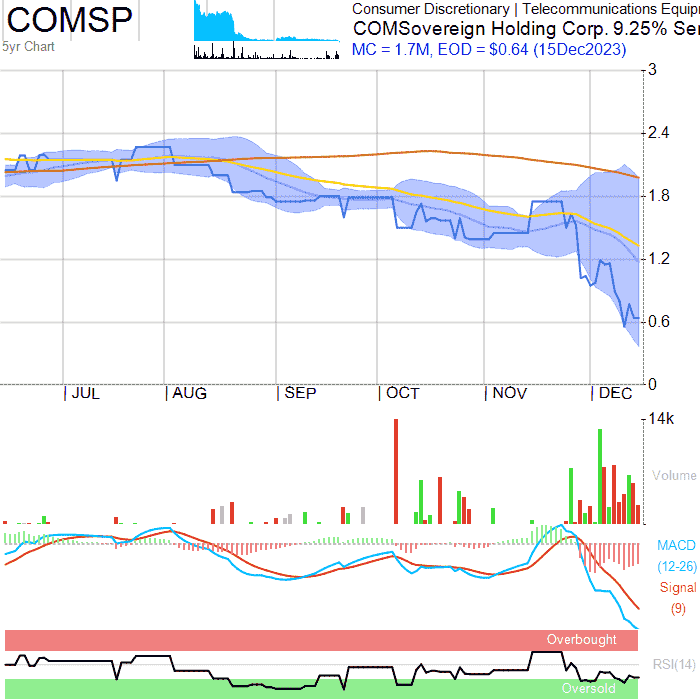 COMSP
5yr Chart
Consumer Discretionary | Telecommunications Equip
COMSovereign Holding Corp. 9.25% Ser
MC = 1.7M, EOD = $0.64 (15Dec2023)
3
2.4
1.8
1.2
0.6
0
JUL AUG SEP OCT NOV DEC
14k
Volume
MACD
(12-26)
Signal
(9)
Overbought
RSI(14)
Oversold